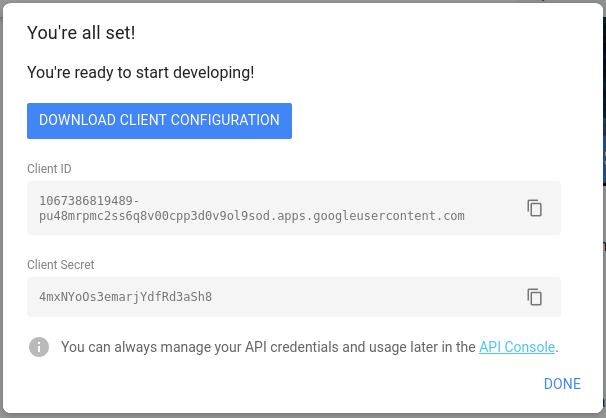 You're all set!
You're ready to start developing!
DOWNLOAD CLIENT CONFIGURATION
Client ID
1067386819489-
pu48mrpmc2ss6q8v00cpp3d0v9ol9sod.apps.googleusercontent.com
Client Secret
4mxNYoOs3emarjYdfRd3aSh8
You can always manage your API credentials and usage later in the API Console.
DONE